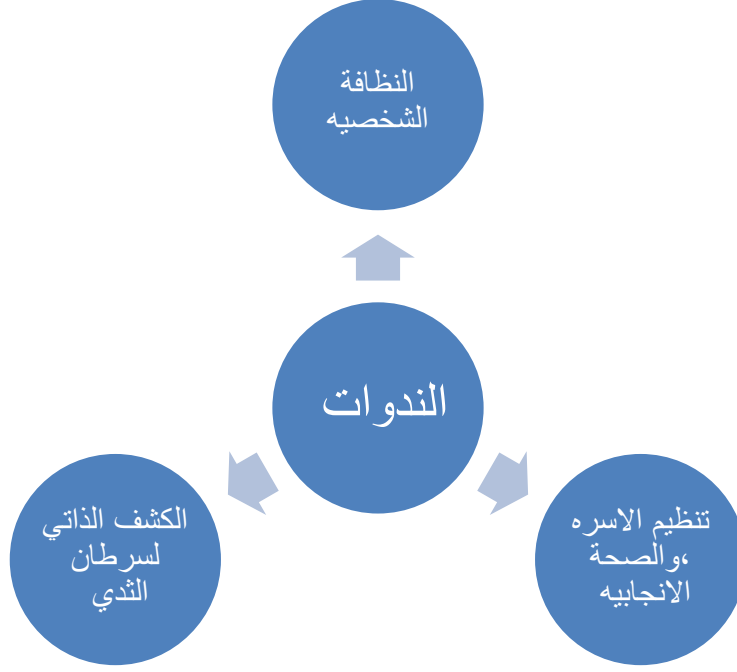 النظافة
الشخصيه
الندوات
تنظيم الاسره
،والصحة
الانجابيه
الكشف الذاتي
لسرطان
الثدي